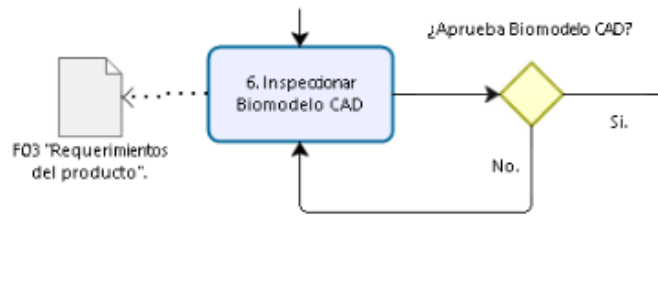 ¿Aprueba Biomodelo CAD?
6. Inspeccionar
Biomodelo CAD
F03 "Requerimientos
del producto".
Si.
No.